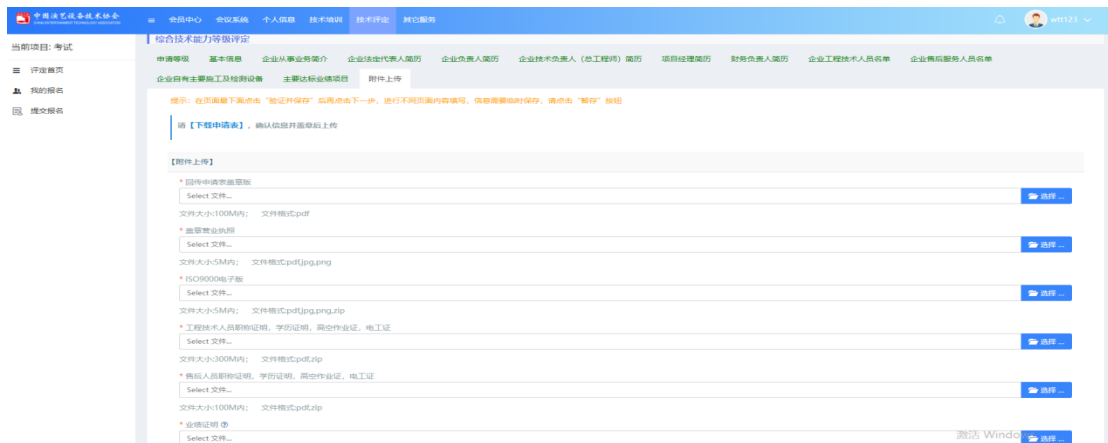 中国演艺设备技术协会
CHINA ENTERTAINMENT TECHNOLOGY ASSOCIATION
会员中心 会议系统 个人信息 技术培训 技术评定 其它服务
wtt123
当前项目: 考试
评定首页
我的报名
提交报名
综合技术能力等级评定
申请等级 基本信息 企业从事业务简介 企业法定代表人简历 企业负责人简历 企业技术负责人（总工程师）简历 项目经理简历 财务负责人简历 企业工程技术人员名单 企业售后服务人员名单
企业自有主要施工及检测设备 主要达标业绩项目 附件上传
提示：在页面最下面点击“验证并保存”后再点击下一步，进行不同页面内容填写，信息需要临时保存，请点击“暂存”按钮
请【下载申请表】，确认信息并盖章后上传
【附件上传】
* 回传申请表盖章版
Select 文件...
选择 ...
文件大小:100M内; 文件格式:pdf
* 盖章营业执照
Select 文件...
选择 ...
文件大小:5M内; 文件格式:pdf,jpg,png
* ISO9000电子版
Select 文件...
选择 ...
文件大小:5M内; 文件格式:pdf,jpg,png,zip
* 工程技术人员职称证明，学历证明，高空作业证，电工证
Select 文件...
选择 ...
文件大小:300M内; 文件格式:pdf,zip
* 售后人员职称证明，学历证明，高空作业证，电工证
Select 文件...
选择 ...
文件大小:100M内; 文件格式:pdf,zip
* 业绩证明
Select 文件...
选择 ...
激活 Windo